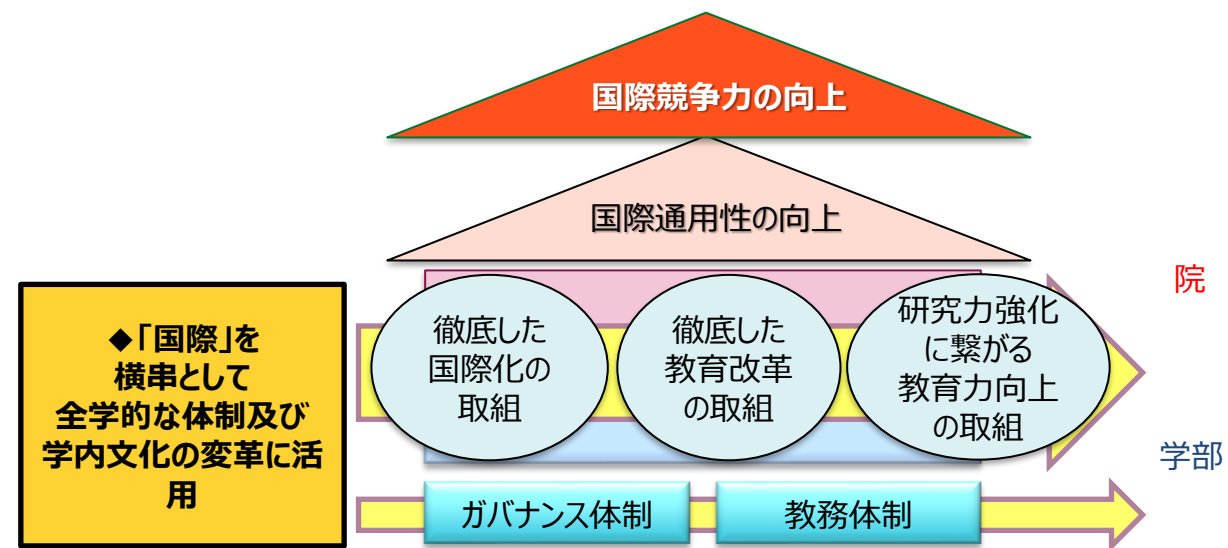 国際競争力の向上
国際通用性の向上
院
◆「国際」を
横串として
全学的な体制及び
学内文化の変革に活
用
徹底した
国際化の
取組
徹底した
教育改革
の取組
研究力強化
に繋がる
教育力向上
の取組
学部
ガバナンス体制
教務体制